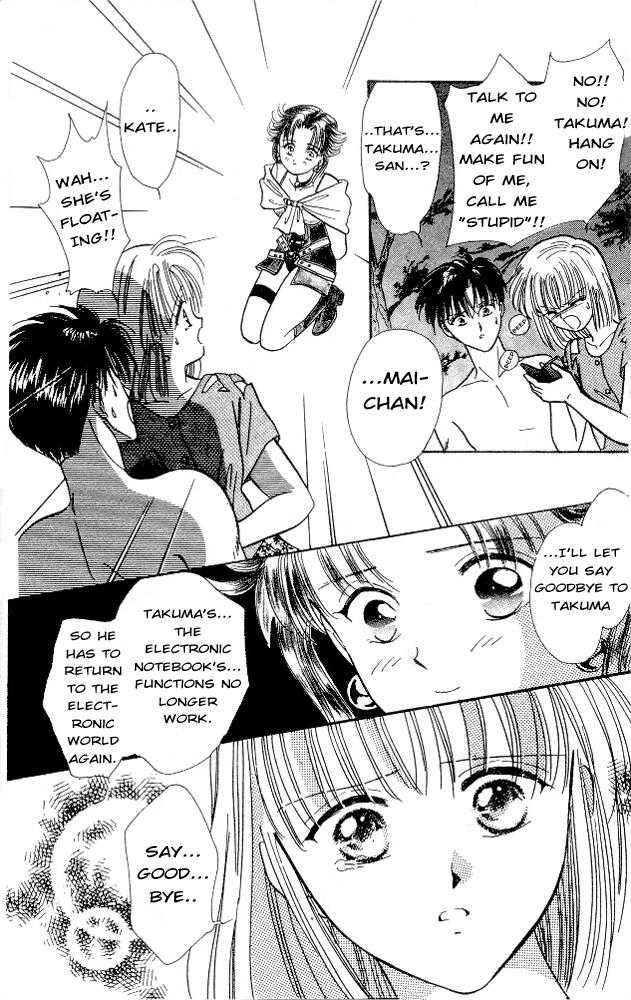 NO!!
NO!
TAKUMA!
HANG
ON!
TALK TO
ME
AGAIN!!
MAKE FUN
OF ME,
CALL ME
"STUPID"!!
..THAT'S...
TAKUMA...
SAN...?
...MAI-
CHAN!
..
KATE..
WAH...
SHE'S
FLOAT-
ING!!
...I'LL LET
YOU SAY
GOODBYE TO
TAKUMA
TAKUMA'S...
THE
ELECTRONIC
NOTEBOOK'S...
FUNCTIONS NO
LONGER
WORK.
SO HE
HAS TO
RETURN
TO THE
ELECT-
RONIC
WORLD
AGAIN.
SAY...
GOOD...
BYE..